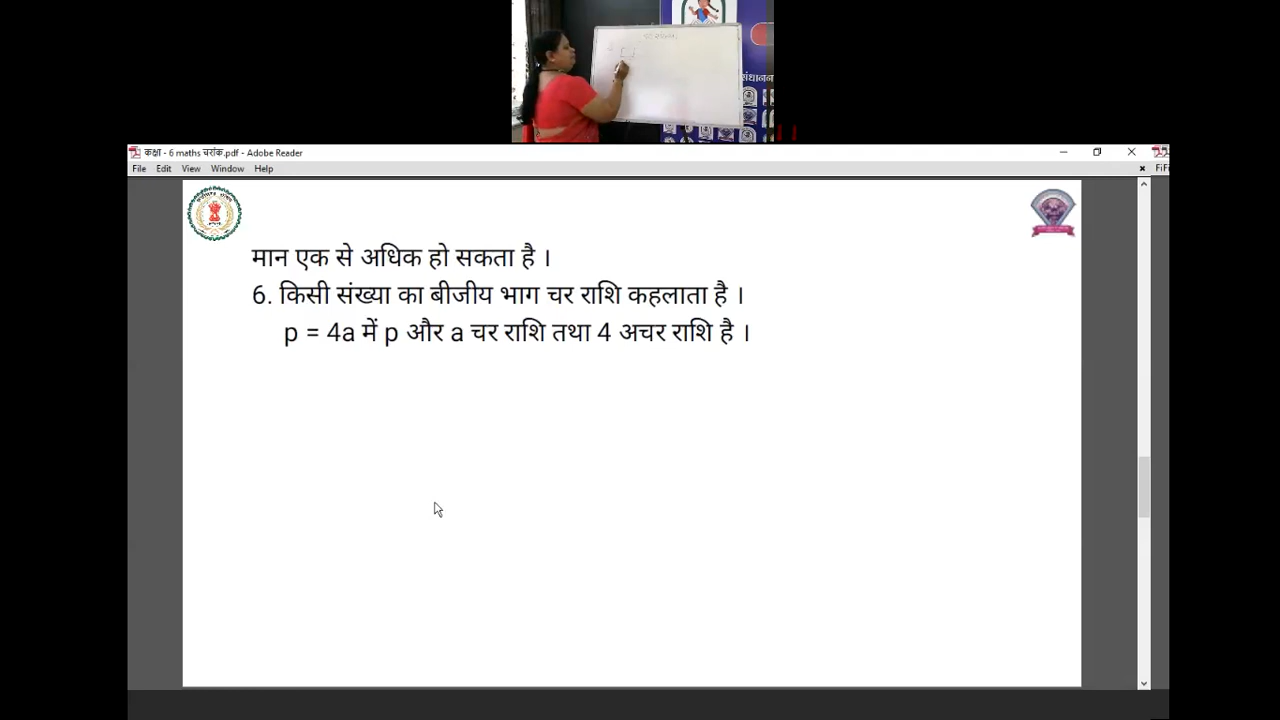 संधानन
कक्षा - 6 maths चरांक.pdf - Adobe Reader
File Edit View Window Help
मान एक से अधिक हो सकता है ।
6. किसी संख्या का बीजीय भाग चर राशि कहलाता है ।
p = 4a में p और a चर राशि तथा 4 अचर राशि है ।